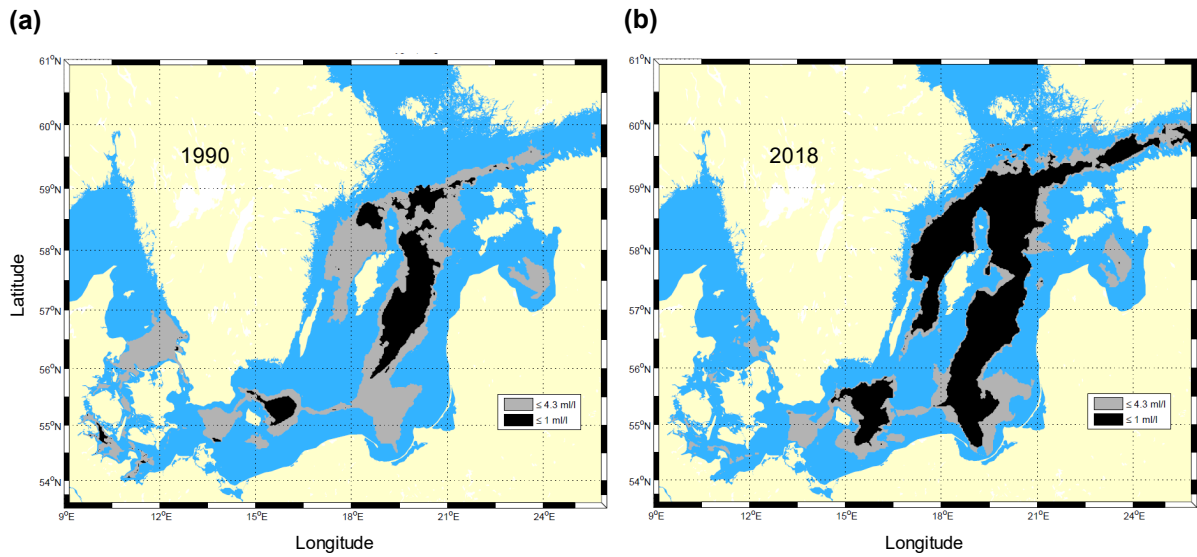 (a)
(b)
61°N
60°N
59°N
58°N
57°N
56°N
55°N
54°N
9°E
12°E
15°E
18°E
21°E
24°E
1990
≤ 4.3 ml/l
≤ 1 ml/l
Latitude
Longitude
61°N
60°N
59°N
58°N
57°N
56°N
55°N
54°N
9°E
12°E
15°E
18°E
21°E
24°E
2018
≤ 4.3 ml/l
≤ 1 ml/l
Longitude